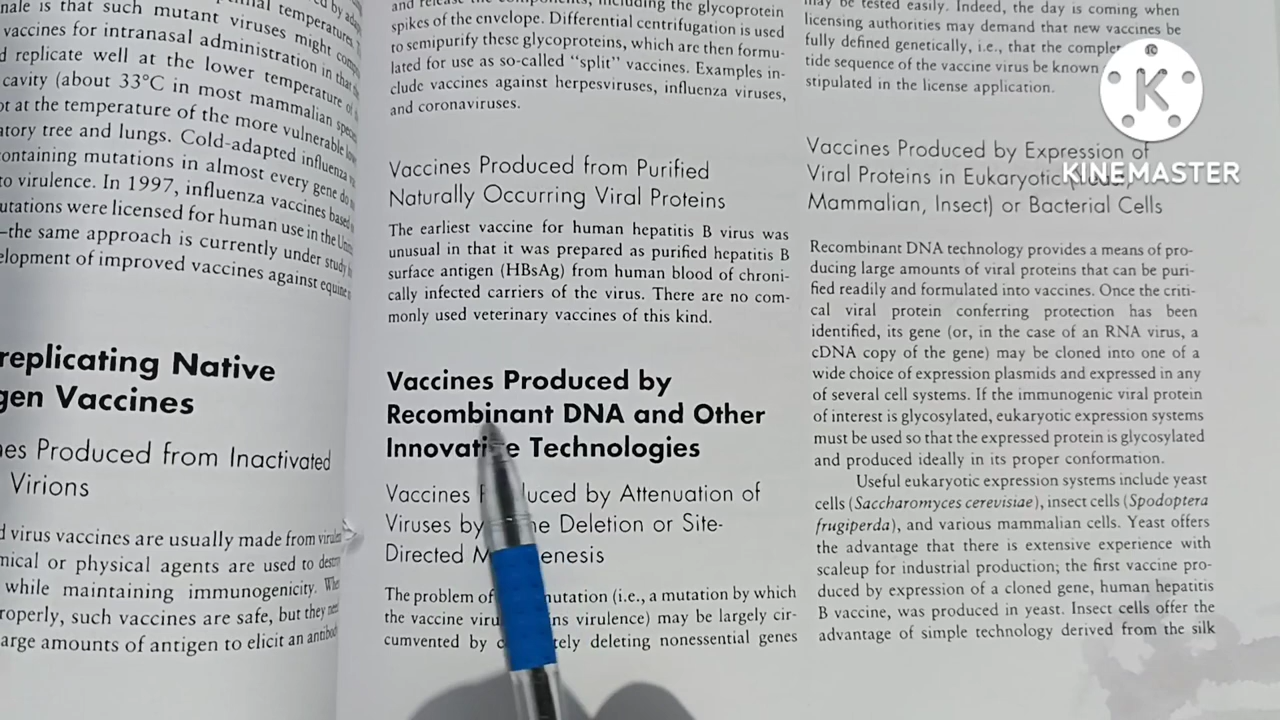 nale is that such mutant viruses might
vaccines for intranasal administration in that
d replicate well at the lower temperature of
cavity (about 33°C in most mammalian
ot at the temperature of the more vulnerable
atory tree and lungs. Cold-adapted influenza
containing mutations in almost every gene do
to virulence. In 1997, influenza vaccines based
utations were licensed for human use in the
—the same approach is currently under study
elopment of improved vaccines against equine
replicating Native
gen Vaccines
nes Produced from Inactivated
Virions
d virus vaccines are usually made from
mical or physical agents are used to
while maintaining immunogenicity.
roperly, such vaccines are safe, but they
arge amounts of antigen to elicit an
including the glycoprotein
spikes of the envelope. Differential centrifugation is used
to semipurify these glycoproteins, which are then formu-
lated for use as so-called “split” vaccines. Examples in-
clude vaccines against herpesviruses, influenza viruses,
and coronaviruses.
Vaccines Produced from Purified
Naturally Occurring Viral Proteins
The earliest vaccine for human hepatitis B virus was
unusual in that it was prepared as purified hepatitis B
surface antigen (HBsAg) from human blood of chroni-
cally infected carriers of the virus. There are no com-
monly used veterinary vaccines of this kind.
Vaccines Produced by
Recombinant DNA and Other
Innovative Technologies
Vaccines by Attenuation of
Viruses by Deletion or Site-
Directed
The problem of mutation (i.e., a mutation by which
the vaccine virulence) may be largely cir-
cumvented by deleting nonessential genes
may be tested easily. Indeed, the day is coming when
licensing authorities may demand that new vaccines be
fully defined genetically, i.e., that the
tide sequence of the vaccine virus be known
stipulated in the license application.
Vaccines Produced by Expression of
Viral Proteins in Eukaryotic
Mammalian, Insect) or Bacterial Cells
Recombinant DNA technology provides a means of pro-
ducing large amounts of viral proteins that can be puri-
fied readily and formulated into vaccines. Once the criti-
cal viral protein conferring protection has been
identified, its gene (or, in the case of an RNA virus, a
cDNA copy of the gene) may be cloned into one of a
wide choice of expression plasmids and expressed in any
of several cell systems. If the immunogenic viral protein
of interest is glycosylated, eukaryotic expression systems
must be used so that the expressed protein is glycosylated
and produced ideally in its proper conformation.
Useful eukaryotic expression systems include yeast
cells (Saccharomyces cerevisiae), insect cells (Spodoptera
frugiperda), and various mammalian cells. Yeast offers
the advantage that there is extensive experience with
scaleup for industrial production; the first vaccine pro-
duced by expression of a cloned gene, human hepatitis
B vaccine, was produced in yeast. Insect cells offer the
advantage of simple technology derived from the silk
K
KINEMASTER